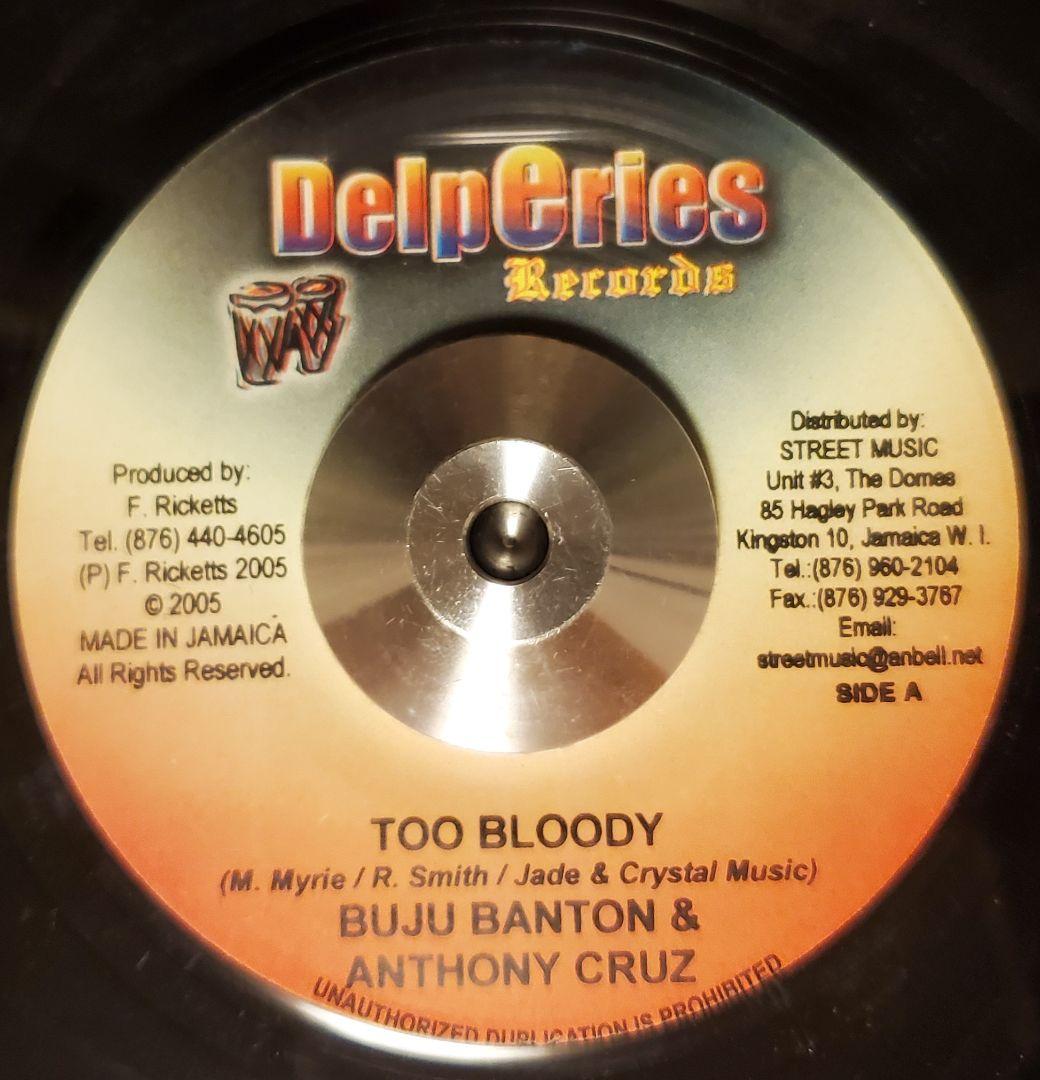 DelpEries
Records
Produced by:
F. Ricketts
Tel. (876) 440-4605
(P) F. Ricketts 2005
© 2005
MADE IN JAMAICA
All Rights Reserved.
Distributed by:
STREET MUSIC
Unit #3, The Domes
85 Hagley Park Road
Kingston 10, Jamaica W. I.
Tel.:(876) 960-2104
Fax.:(876) 929-3767
Email:
streetmusic@anbell.net
SIDE A
TOO BLOODY
(M. Myrie / R. Smith / Jade & Crystal Music)
BUJU BANTON &
ANTHONY CRUZ
UNAUTHORIZED DUPLICATION IS PROHIBITED